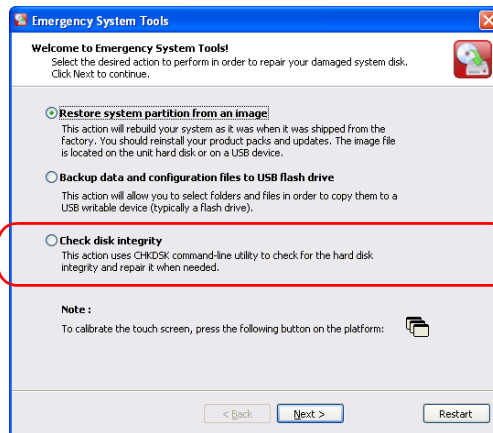 Emergency System Tools
Welcome to Emergency System Tools!
Select the desired action to perform in order to repair your damaged system disk.
Click Next to continue.
Restore system partition from an image
This action will rebuild your system as it was when it was shipped from the
factory. You should reinstall your product packs and updates. The image file
is located on the unit hard disk or on a USB device.
Backup data and configuration files to USB flash drive
This action will allow you to select folders and files in order to copy them to a
USB writable device (typically a flash drive).
Check disk integrity
This action uses CHKDSK command-line utility to check for the hard disk
integrity and repair it when needed.
Note :
To calibrate the touch screen, press the following button on the platform:
< Back Next > Restart